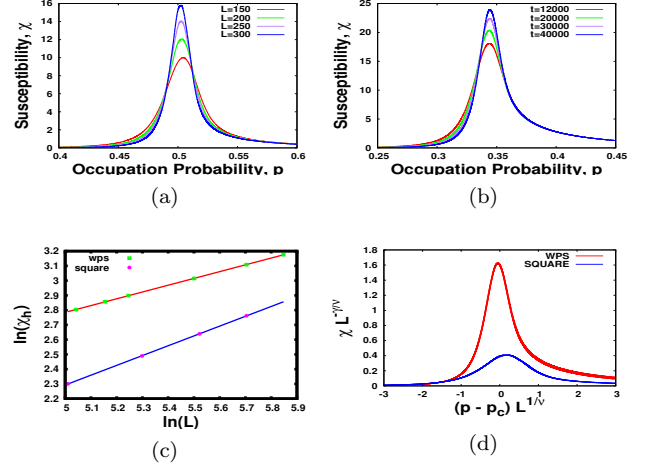 Susceptibility, χ
16
14
12
10
8
6
4
2
0
L=150
L=200
L=250
L=300
0.4
0.45
0.5
0.55
0.6
Occupation Probability, p
(a)
Susceptibility, χ
25
20
15
10
5
0
t=12000
t=20000
t=30000
t=40000
0.25
0.3
0.35
0.4
0.45
Occupation Probability, p
(b)
ln(χh)
3.2
3.1
3
2.9
2.8
2.7
2.6
2.5
2.4
2.3
2.2
wps
square
5
5.1
5.2
5.3
5.4
5.5
5.6
5.7
5.8
5.9
6
ln(L)
(c)
χ L-γ/ν
1.8
1.6
1.4
1.2
1
0.8
0.6
0.4
0.2
0
WPS
SQUARE
-3
-2
-1
0
1
2
3
(p - pc) L1/ν
(d)